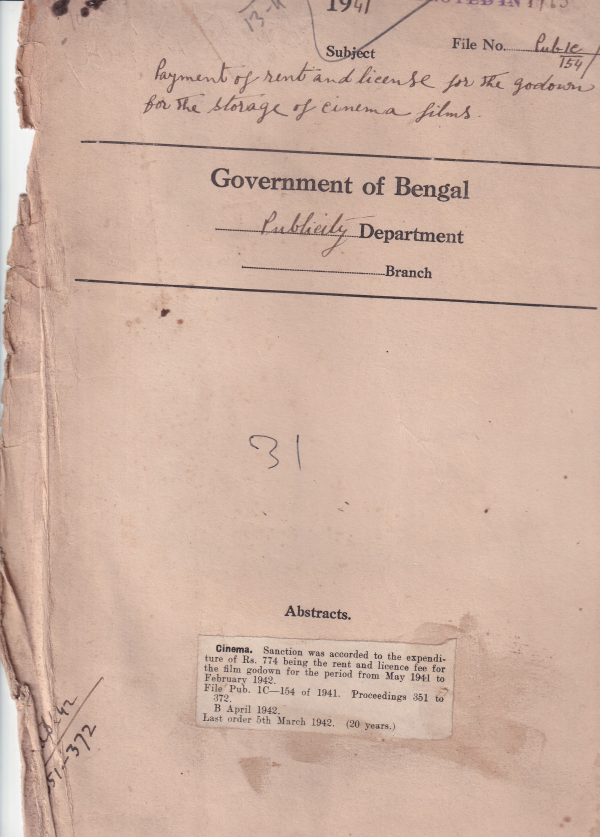 1941
Subject
File No. Pub 1C
154
Payment of rent and license for the godown
for the storage of cinema films.
Government of Bengal
Publicity Department
Branch
31
Abstracts.
Cinema. Sanction was accorded to the expendi-
ture of Rs. 774 being the rent and licence fee for
the film godown for the period from May 1941 to
February 1942.
File Pub. 1C—154 of 1941. Proceedings 351 to
372.
B April 1942.
Last order 5th March 1942. (20 years.)